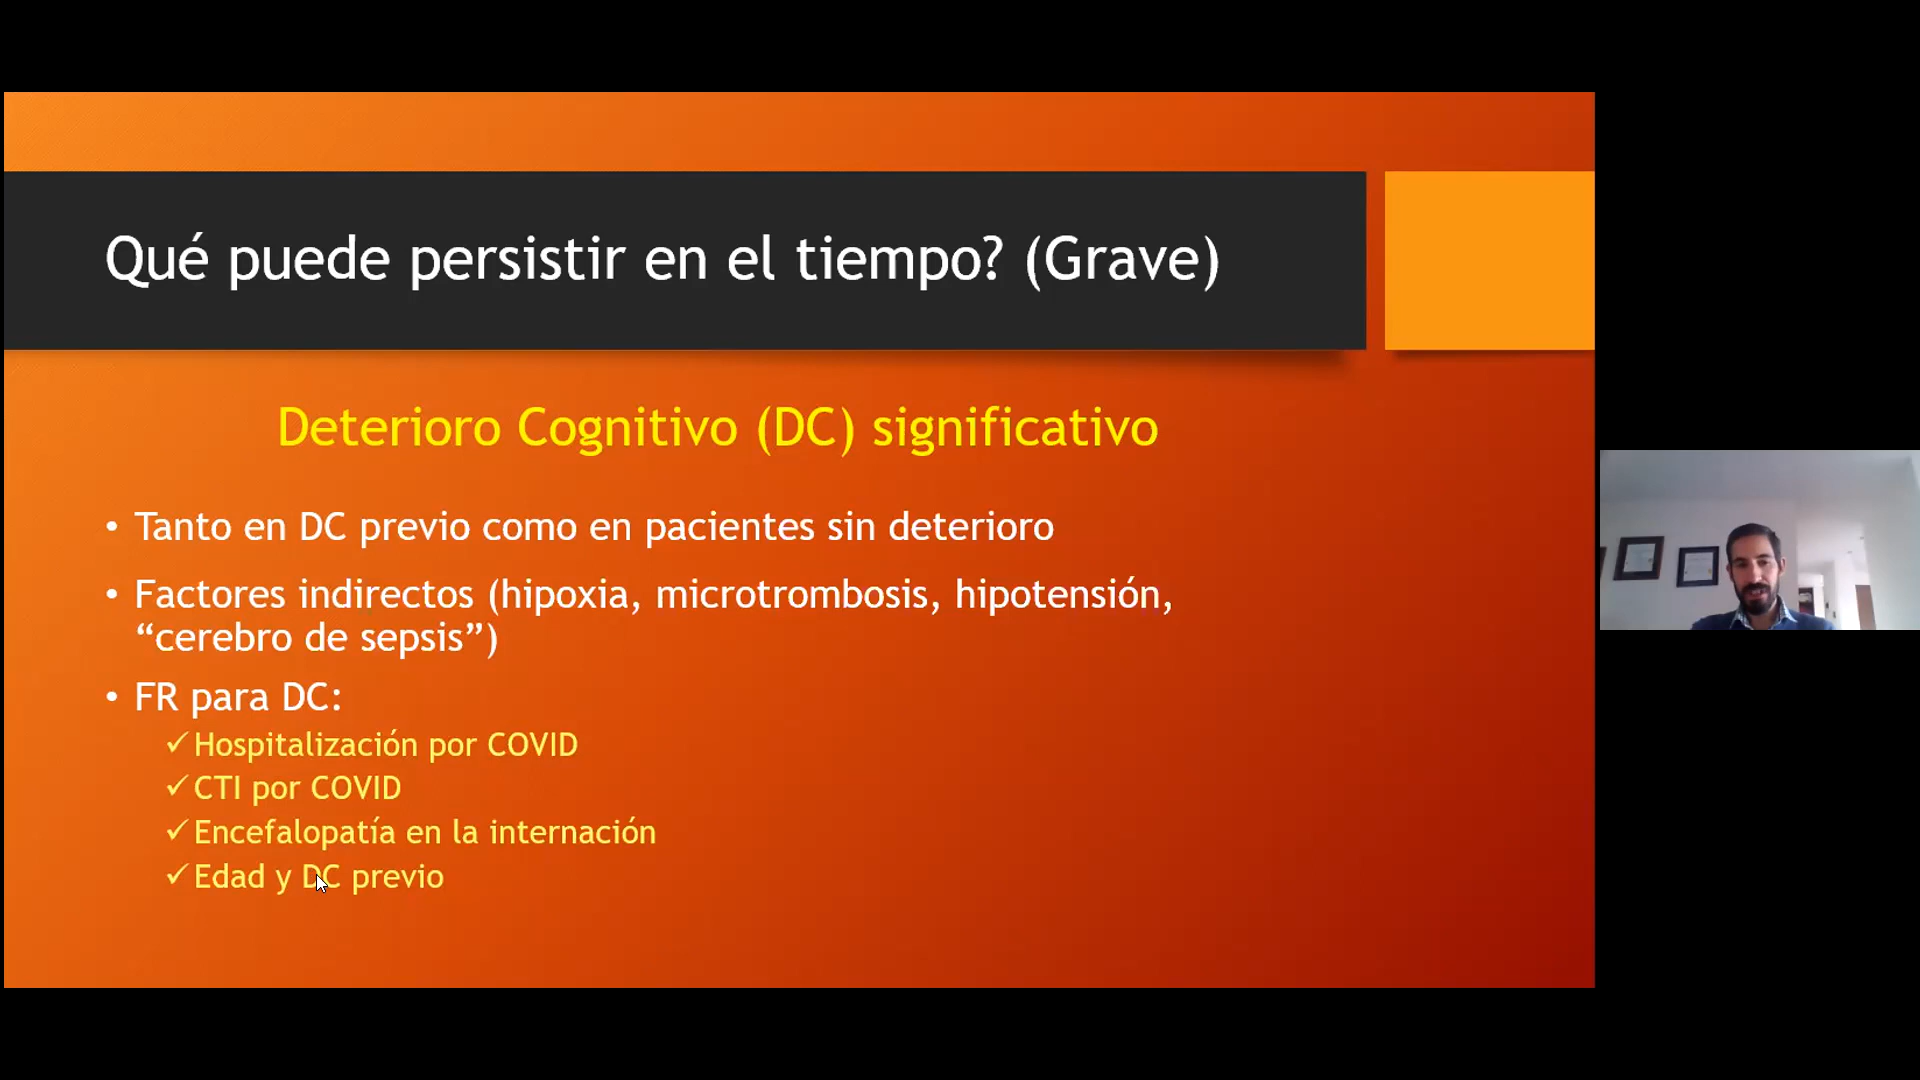 Qué puede persistir en el tiempo? (Grave)
Deterioro Cognitivo (DC) significativo
• Tanto en DC previo como en pacientes sin deterioro
• Factores indirectos (hipoxia, microtrombosis, hipotensión,
“cerebro de sepsis”)
• FR para DC:
✓Hospitalización por COVID
✓CTI por COVID
✓Encefalopatía en la internación
✓Edad y DC previo